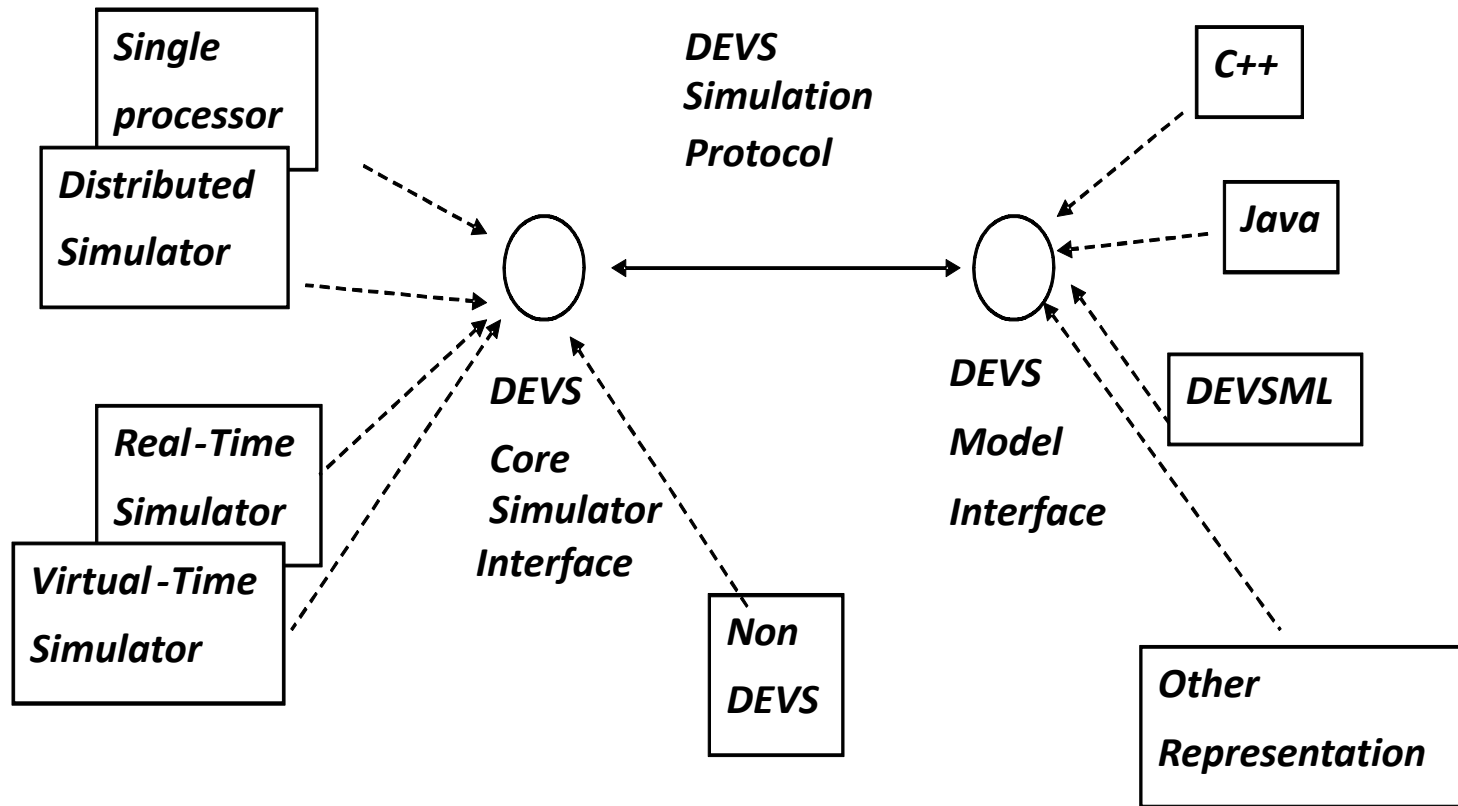 Single
processor
Distributed
Simulator
Real-Time
Simulator
Virtual-Time
Simulator
DEVS
Simulation
Protocol
DEVS
Core
Simulator
Interface
Non
DEVS
C++
Java
DEVSML
DEVS
Model
Interface
Other
Representation